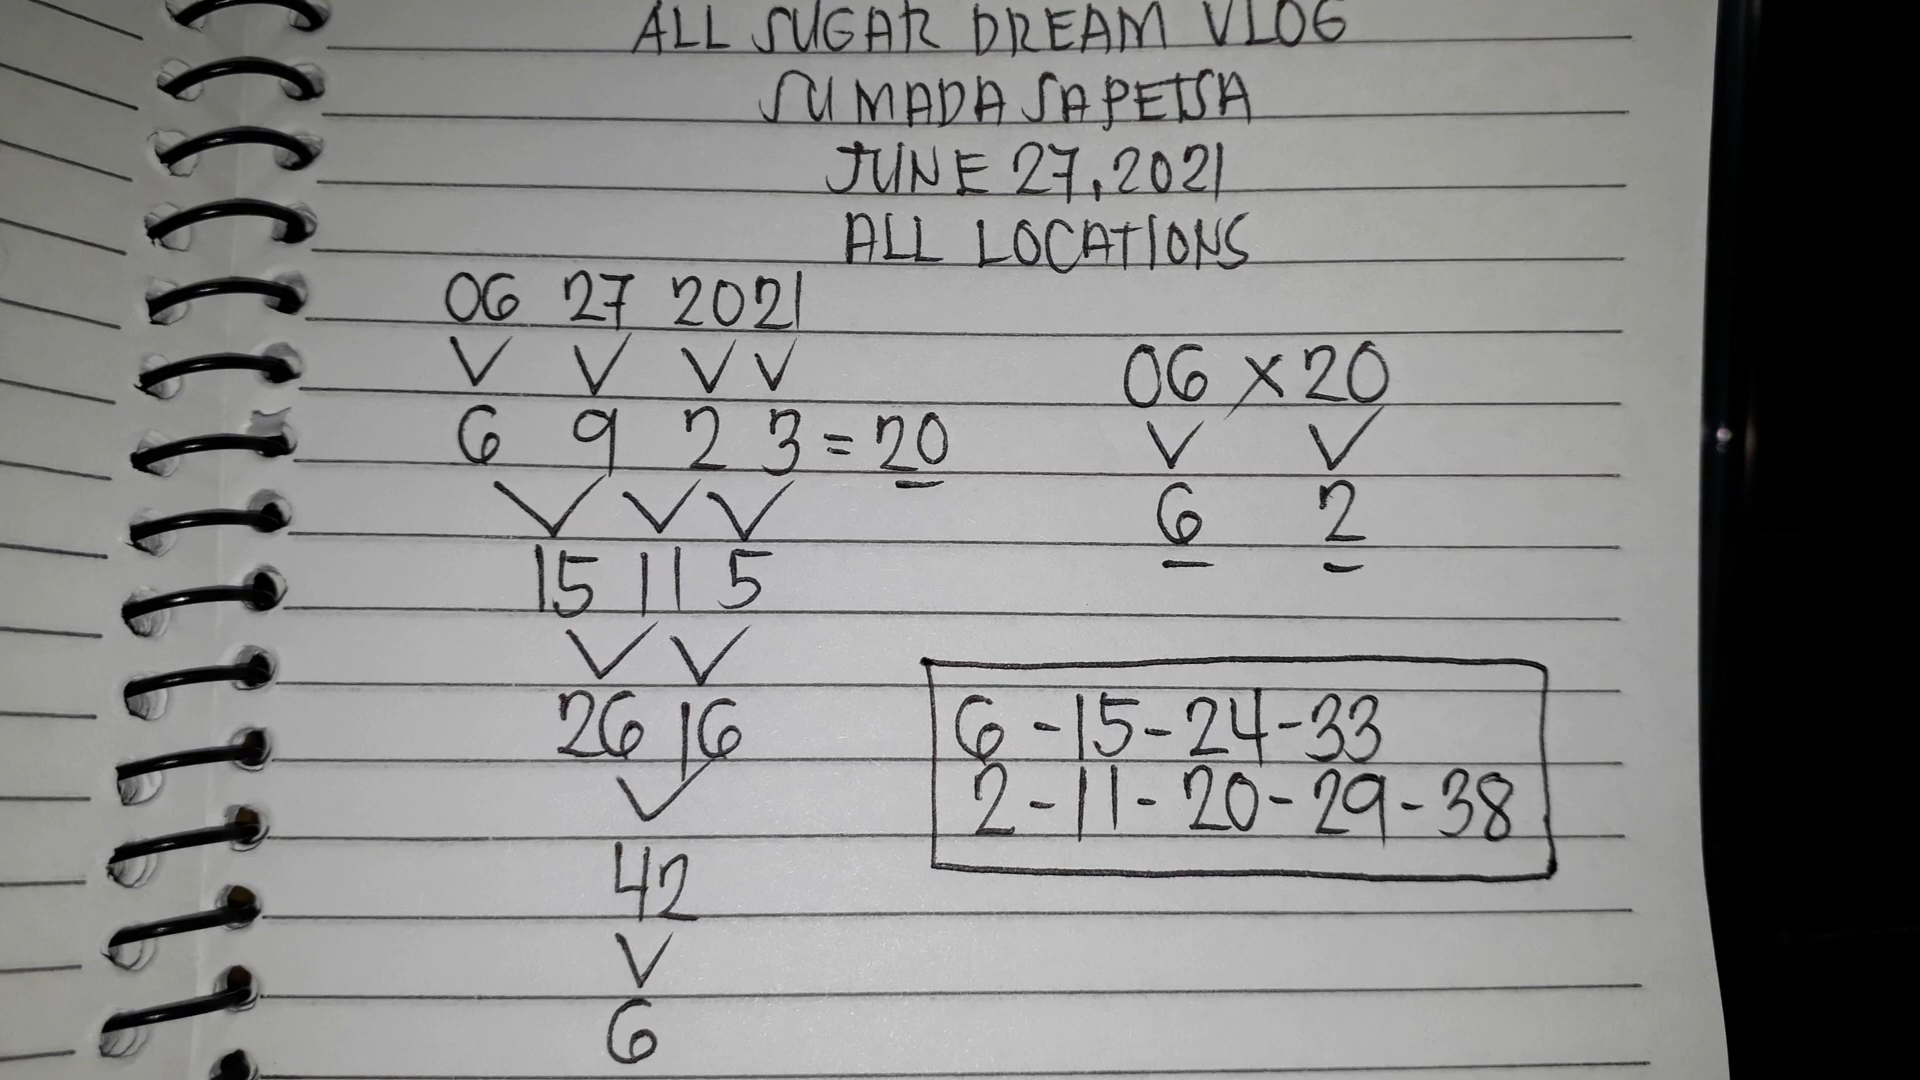 ALL SUGAR DREAM VLOG
SUMADA SA PETSA
JUNE 27, 2021
ALL LOCATIONS
06 27 2021
6 9 2 3 = 20
15 11 5
26 16
42
6
06 x 20
6 2
6 - 15 - 24 - 33
2 - 11 - 20 - 29 - 38